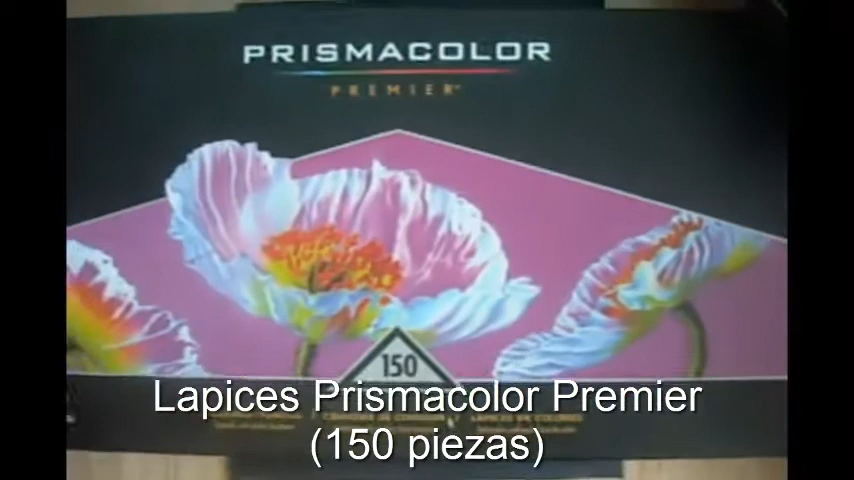 PRISMACOLOR
PREMIER
150
Lapices Prismacolor Premier
(150 piezas)